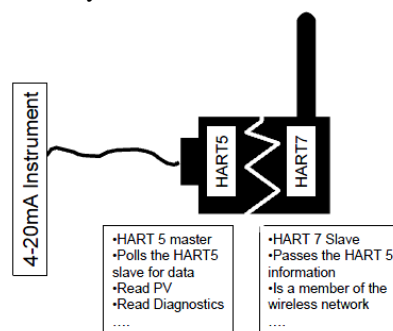 4-20mA Instrument
HART5
HART7
•HART 5 master
•Polls the HART5
slave for data
•Read PV
•Read Diagnostics
....
•HART 7 Slave
•Passes the HART 5
information
•Is a member of the
wireless network
....